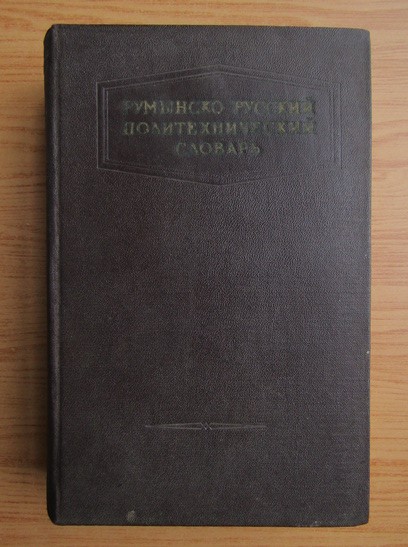 РУМЫНСКО РУССКИЙ
ПОЛИТЕХНИЧЕСКИЙ
СЛОВАРЬ